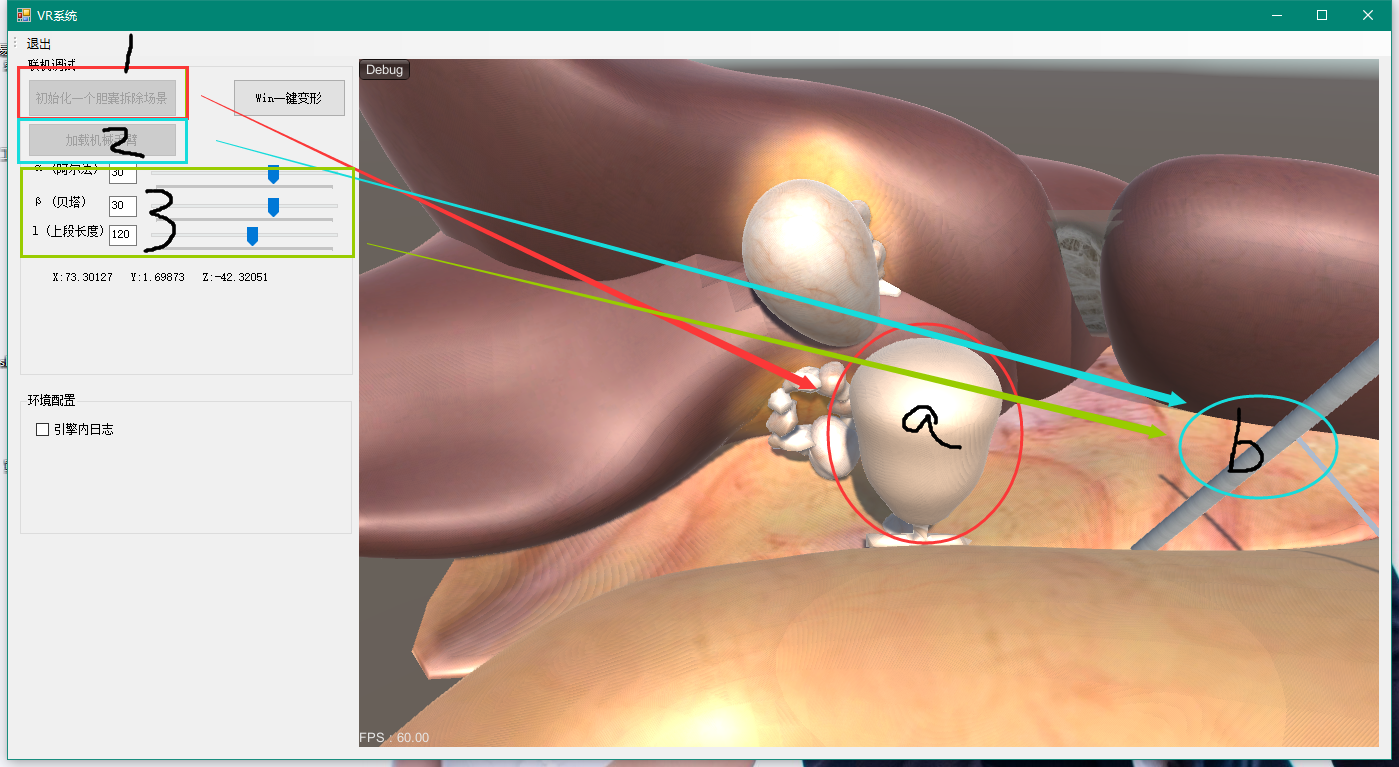 VR系统
退出
联机调试
1
初始化一个胆囊拆除场景
Win一键变形
加载机械手臂
2
α (阿尔法) 30
β (贝塔) 30
3
l (上段长度) 120
X:73.30127 Y:1.69873 Z:-42.32051
环境配置
引擎内日志
Debug
a
b
FPS : 60.00